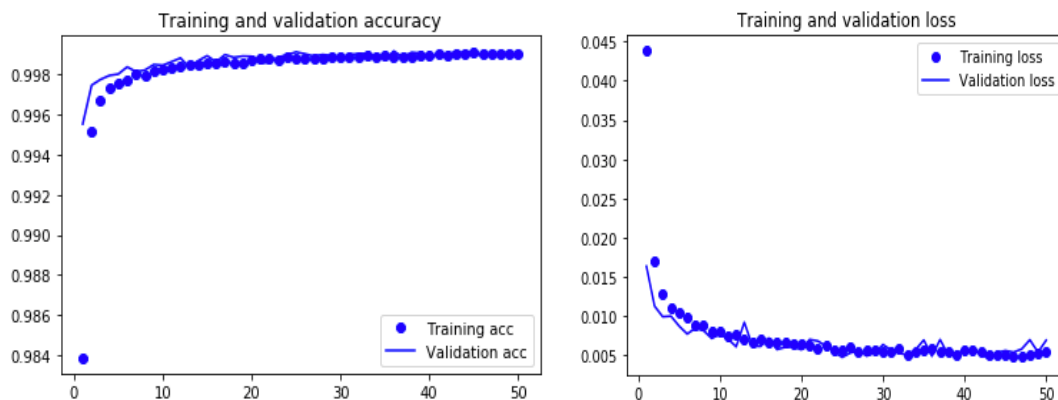 Training and validation accuracy
0.998
0.996
0.994
0.992
0.990
0.988
0.986
0.984
Training acc
Validation acc
0 10 20 30 40 50
Training and validation loss
0.045
0.040
0.035
0.030
0.025
0.020
0.015
0.010
0.005
Training loss
Validation loss
0 10 20 30 40 50